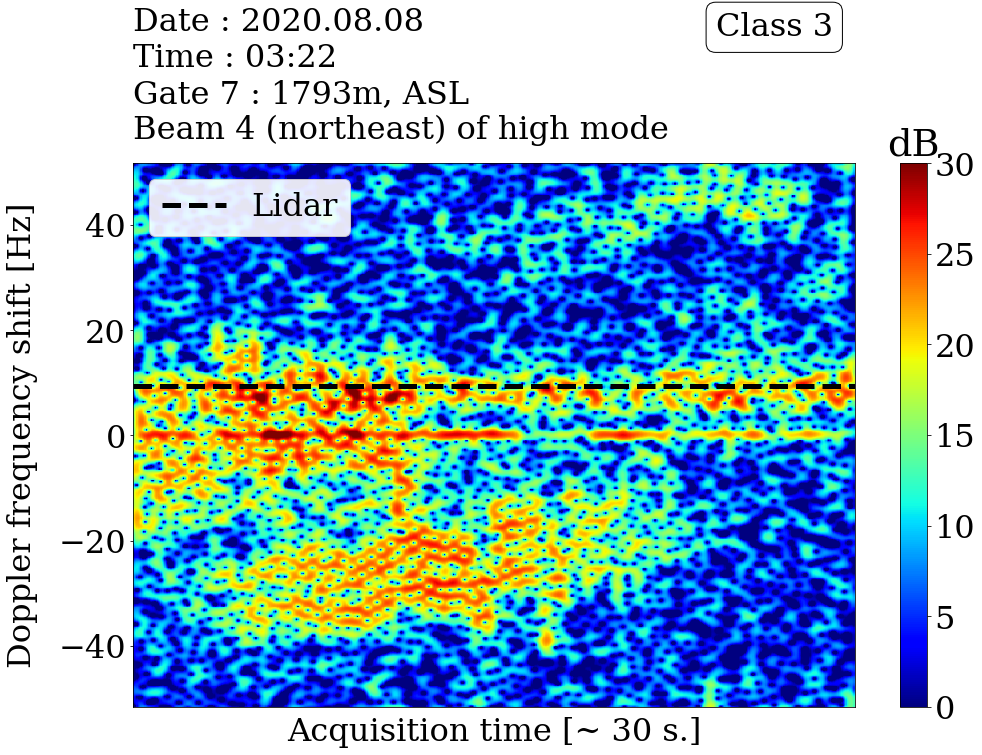 Date : 2020.08.08
Time : 03:22
Gate 7 : 1793m, ASL
Beam 4 (northeast) of high mode
Class 3
dB
Lidar
Doppler frequency shift [Hz]
40
20
0
−20
−40
Acquisition time [~ 30 s.]
30
25
20
15
10
5
0